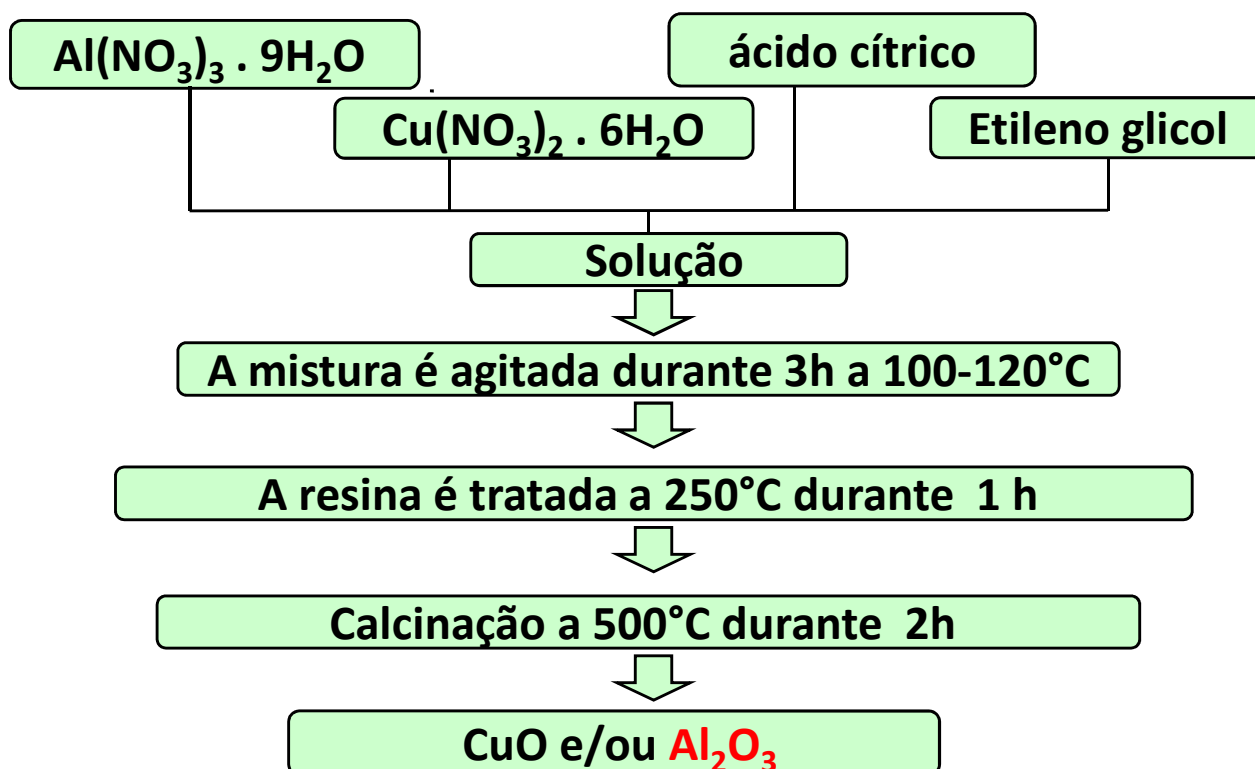 Al(NO₃)₃ . 9H₂O
ácido cítrico
Cu(NO₃)₂ . 6H₂O
Etileno glicol
Solução
A mistura é agitada durante 3h a 100-120°C
A resina é tratada a 250°C durante 1 h
Calcinação a 500°C durante 2h
CuO e/ou Al₂O₃